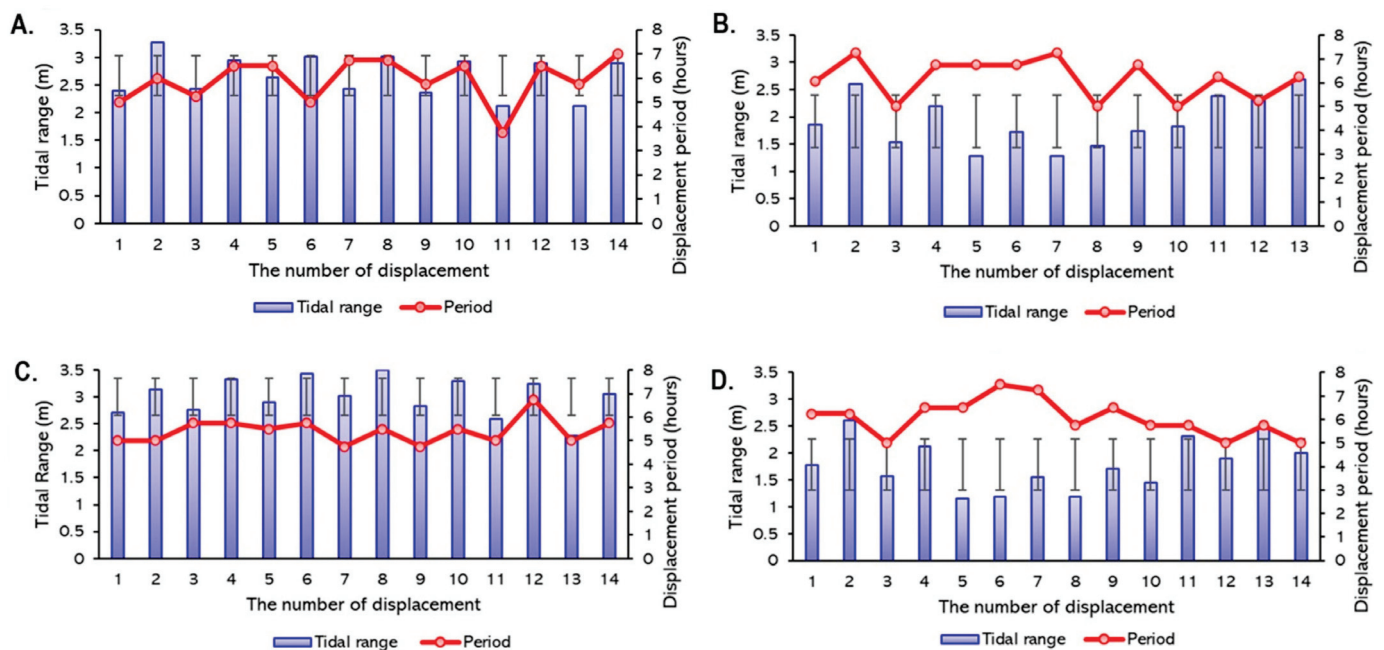 A.
Tidal range (m)
3.5
3
2.5
2
1.5
1
0.5
0
8
7
6
5
4
3
2
1
0
Displacement period (hours)
1 2 3 4 5 6 7 8 9 10 11 12 13 14
The number of displacement
Tidal range Period
B.
Tidal range (m)
3.5
3
2.5
2
1.5
1
0.5
0
8
7
6
5
4
3
2
1
0
Displacement period (hours)
1 2 3 4 5 6 7 8 9 10 11 12 13
The number of displacement
Tidal range Period
C.
Tidal Range (m)
3.5
3
2.5
2
1.5
1
0.5
0
8
7
6
5
4
3
2
1
0
Displacement period (hours)
1 2 3 4 5 6 7 8 9 10 11 12 13 14
The number of displacement
Tidal range Period
D.
Tidal range (m)
3.5
3
2.5
2
1.5
1
0.5
0
8
7
6
5
4
3
2
1
0
Displacement period (hours)
1 2 3 4 5 6 7 8 9 10 11 12 13 14
The number of displacement
Tidal range Period